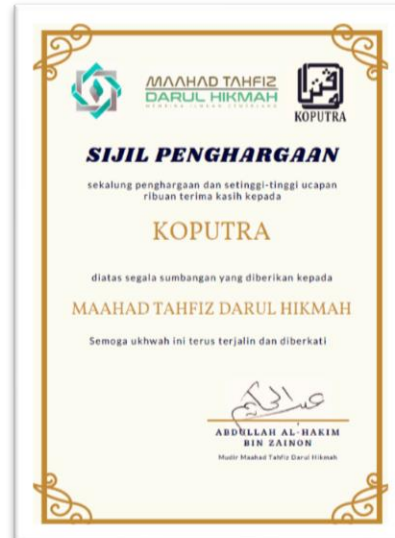 MAAHAD TAHFIZ
DARUL HIKMAH
KOPUTRA
SIJIL PENGHARGAAN
sekalung penghargaan dan setinggi-tinggi ucapan
ribuan terima kasih kepada
KOPUTRA
diatas segala sumbangan yang diberikan kepada
MAAHAD TAHFIZ DARUL HIKMAH
Semoga ukhwah ini terus terjalin dan diberkati
عبدالحكيم
ABDULLAH AL-HAKIM
BIN ZAINON
Mudir Maahad Tahfiz Darul Hikmah